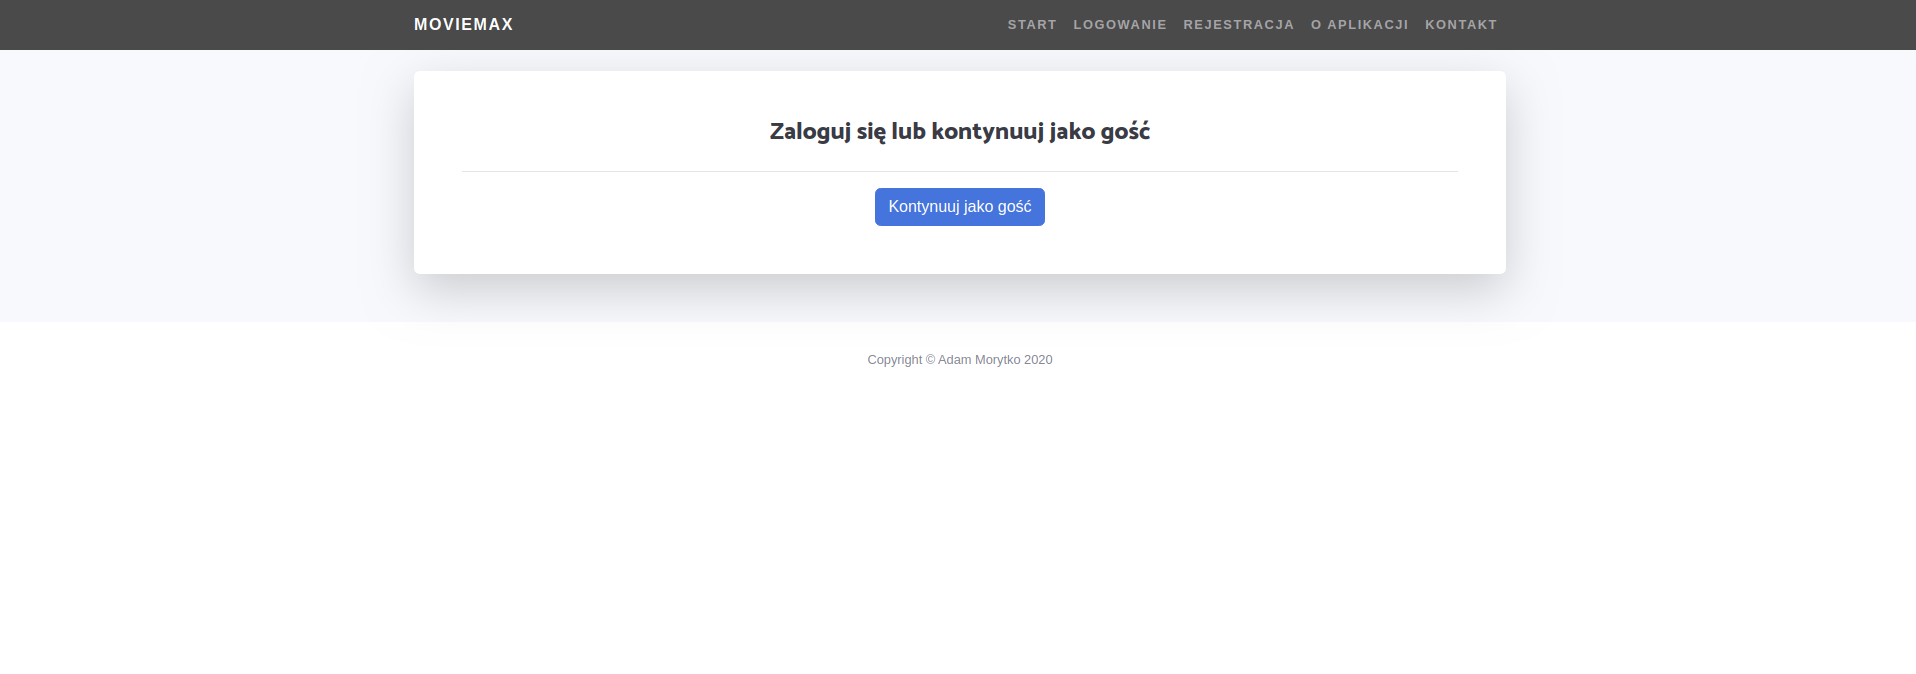 MOVIEMAX START LOGOWANIE REJESTRACJA O APLIKACJI KONTAKT
Zaloguj się lub kontynuuj jako gość
Kontynuuj jako gość
Copyright © Adam Morytko 2020